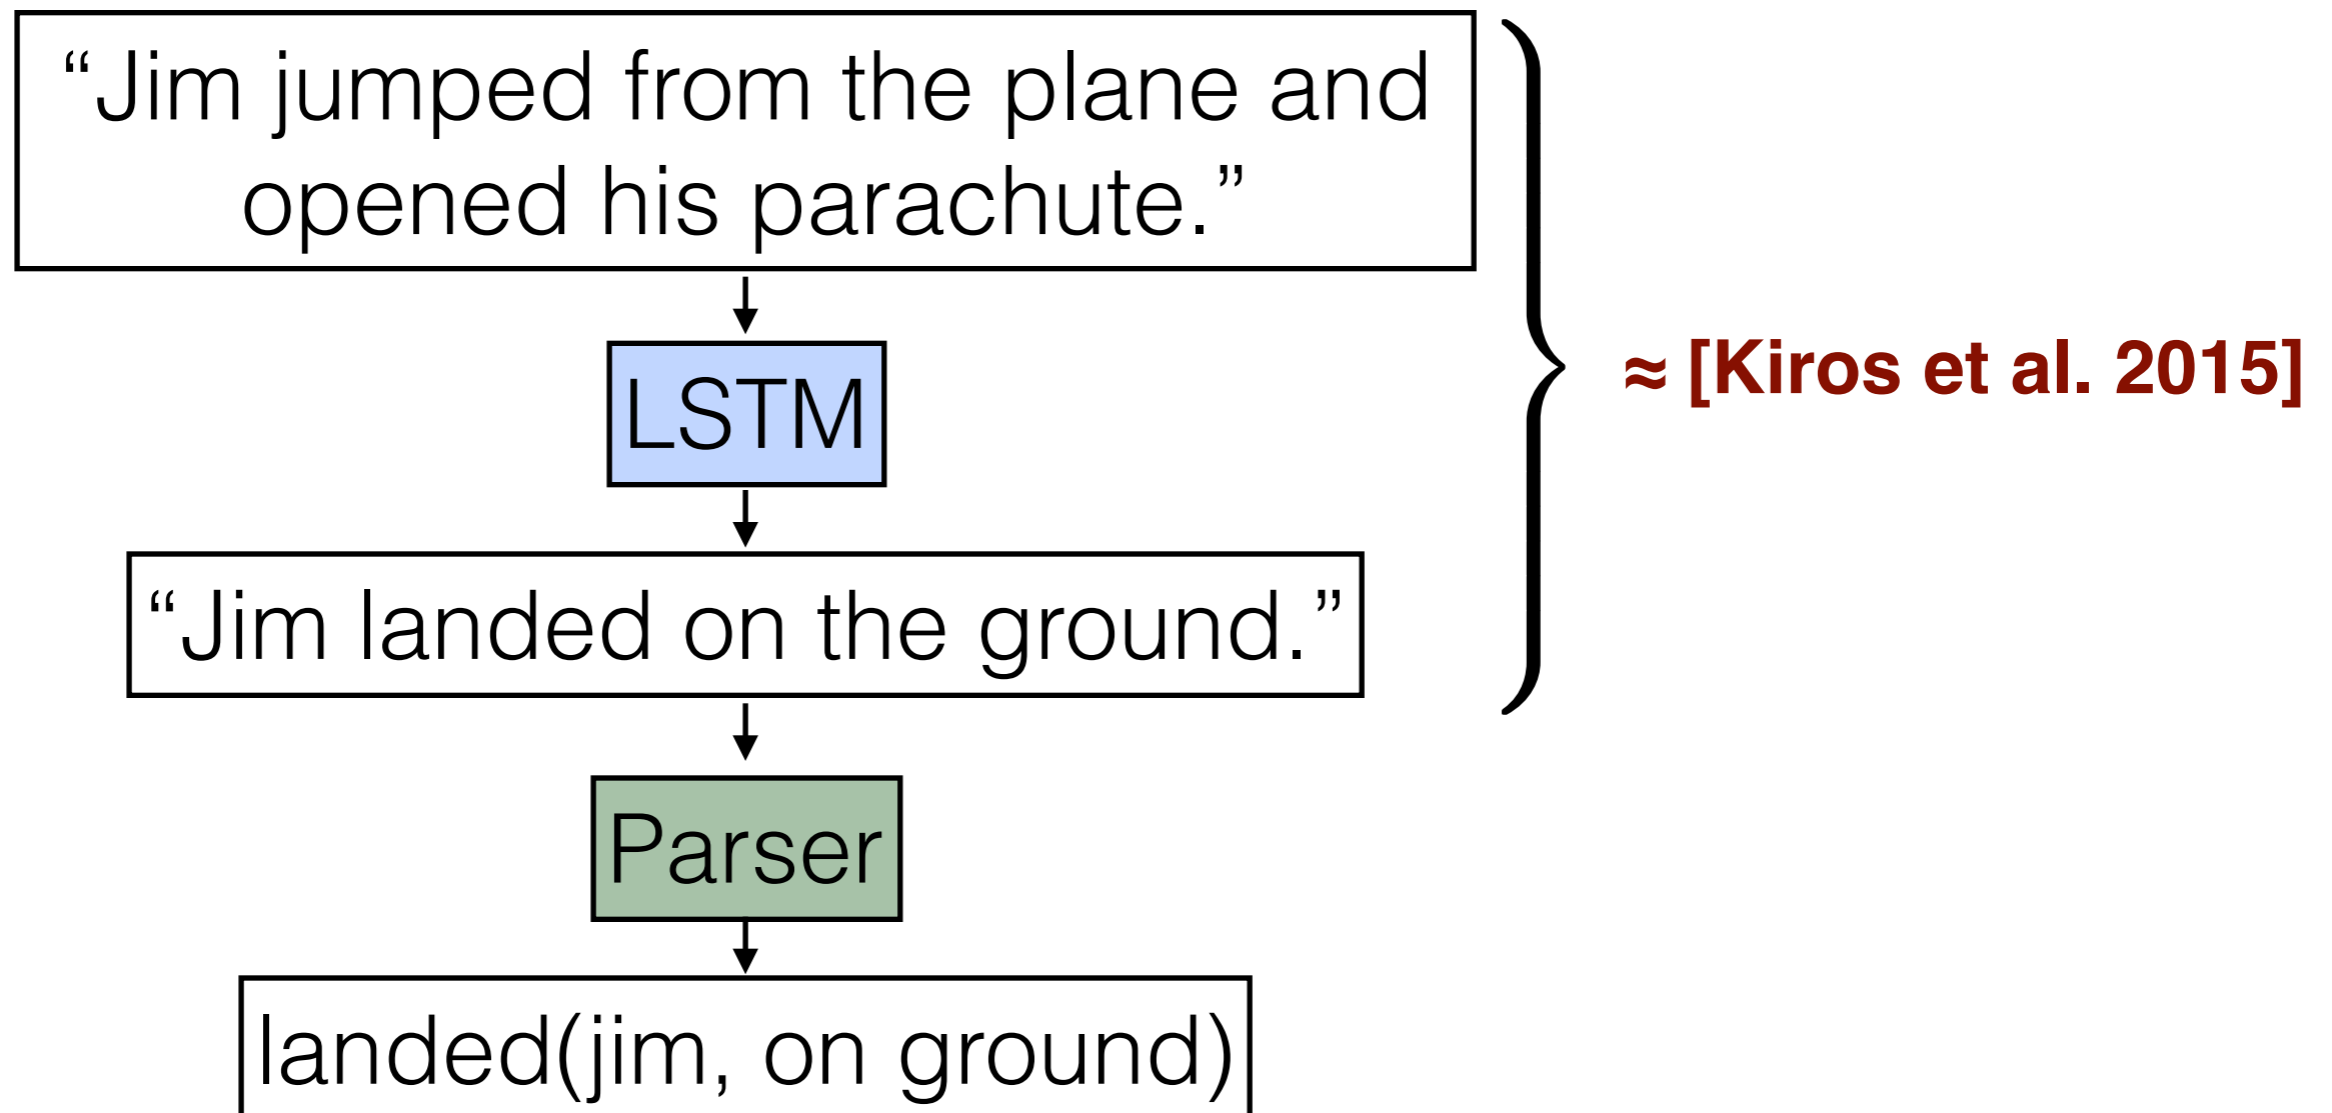 “Jim jumped from the plane and
opened his parachute.”
LSTM
≈ [Kiros et al. 2015]
“Jim landed on the ground.”
Parser
landed(jim, on ground)